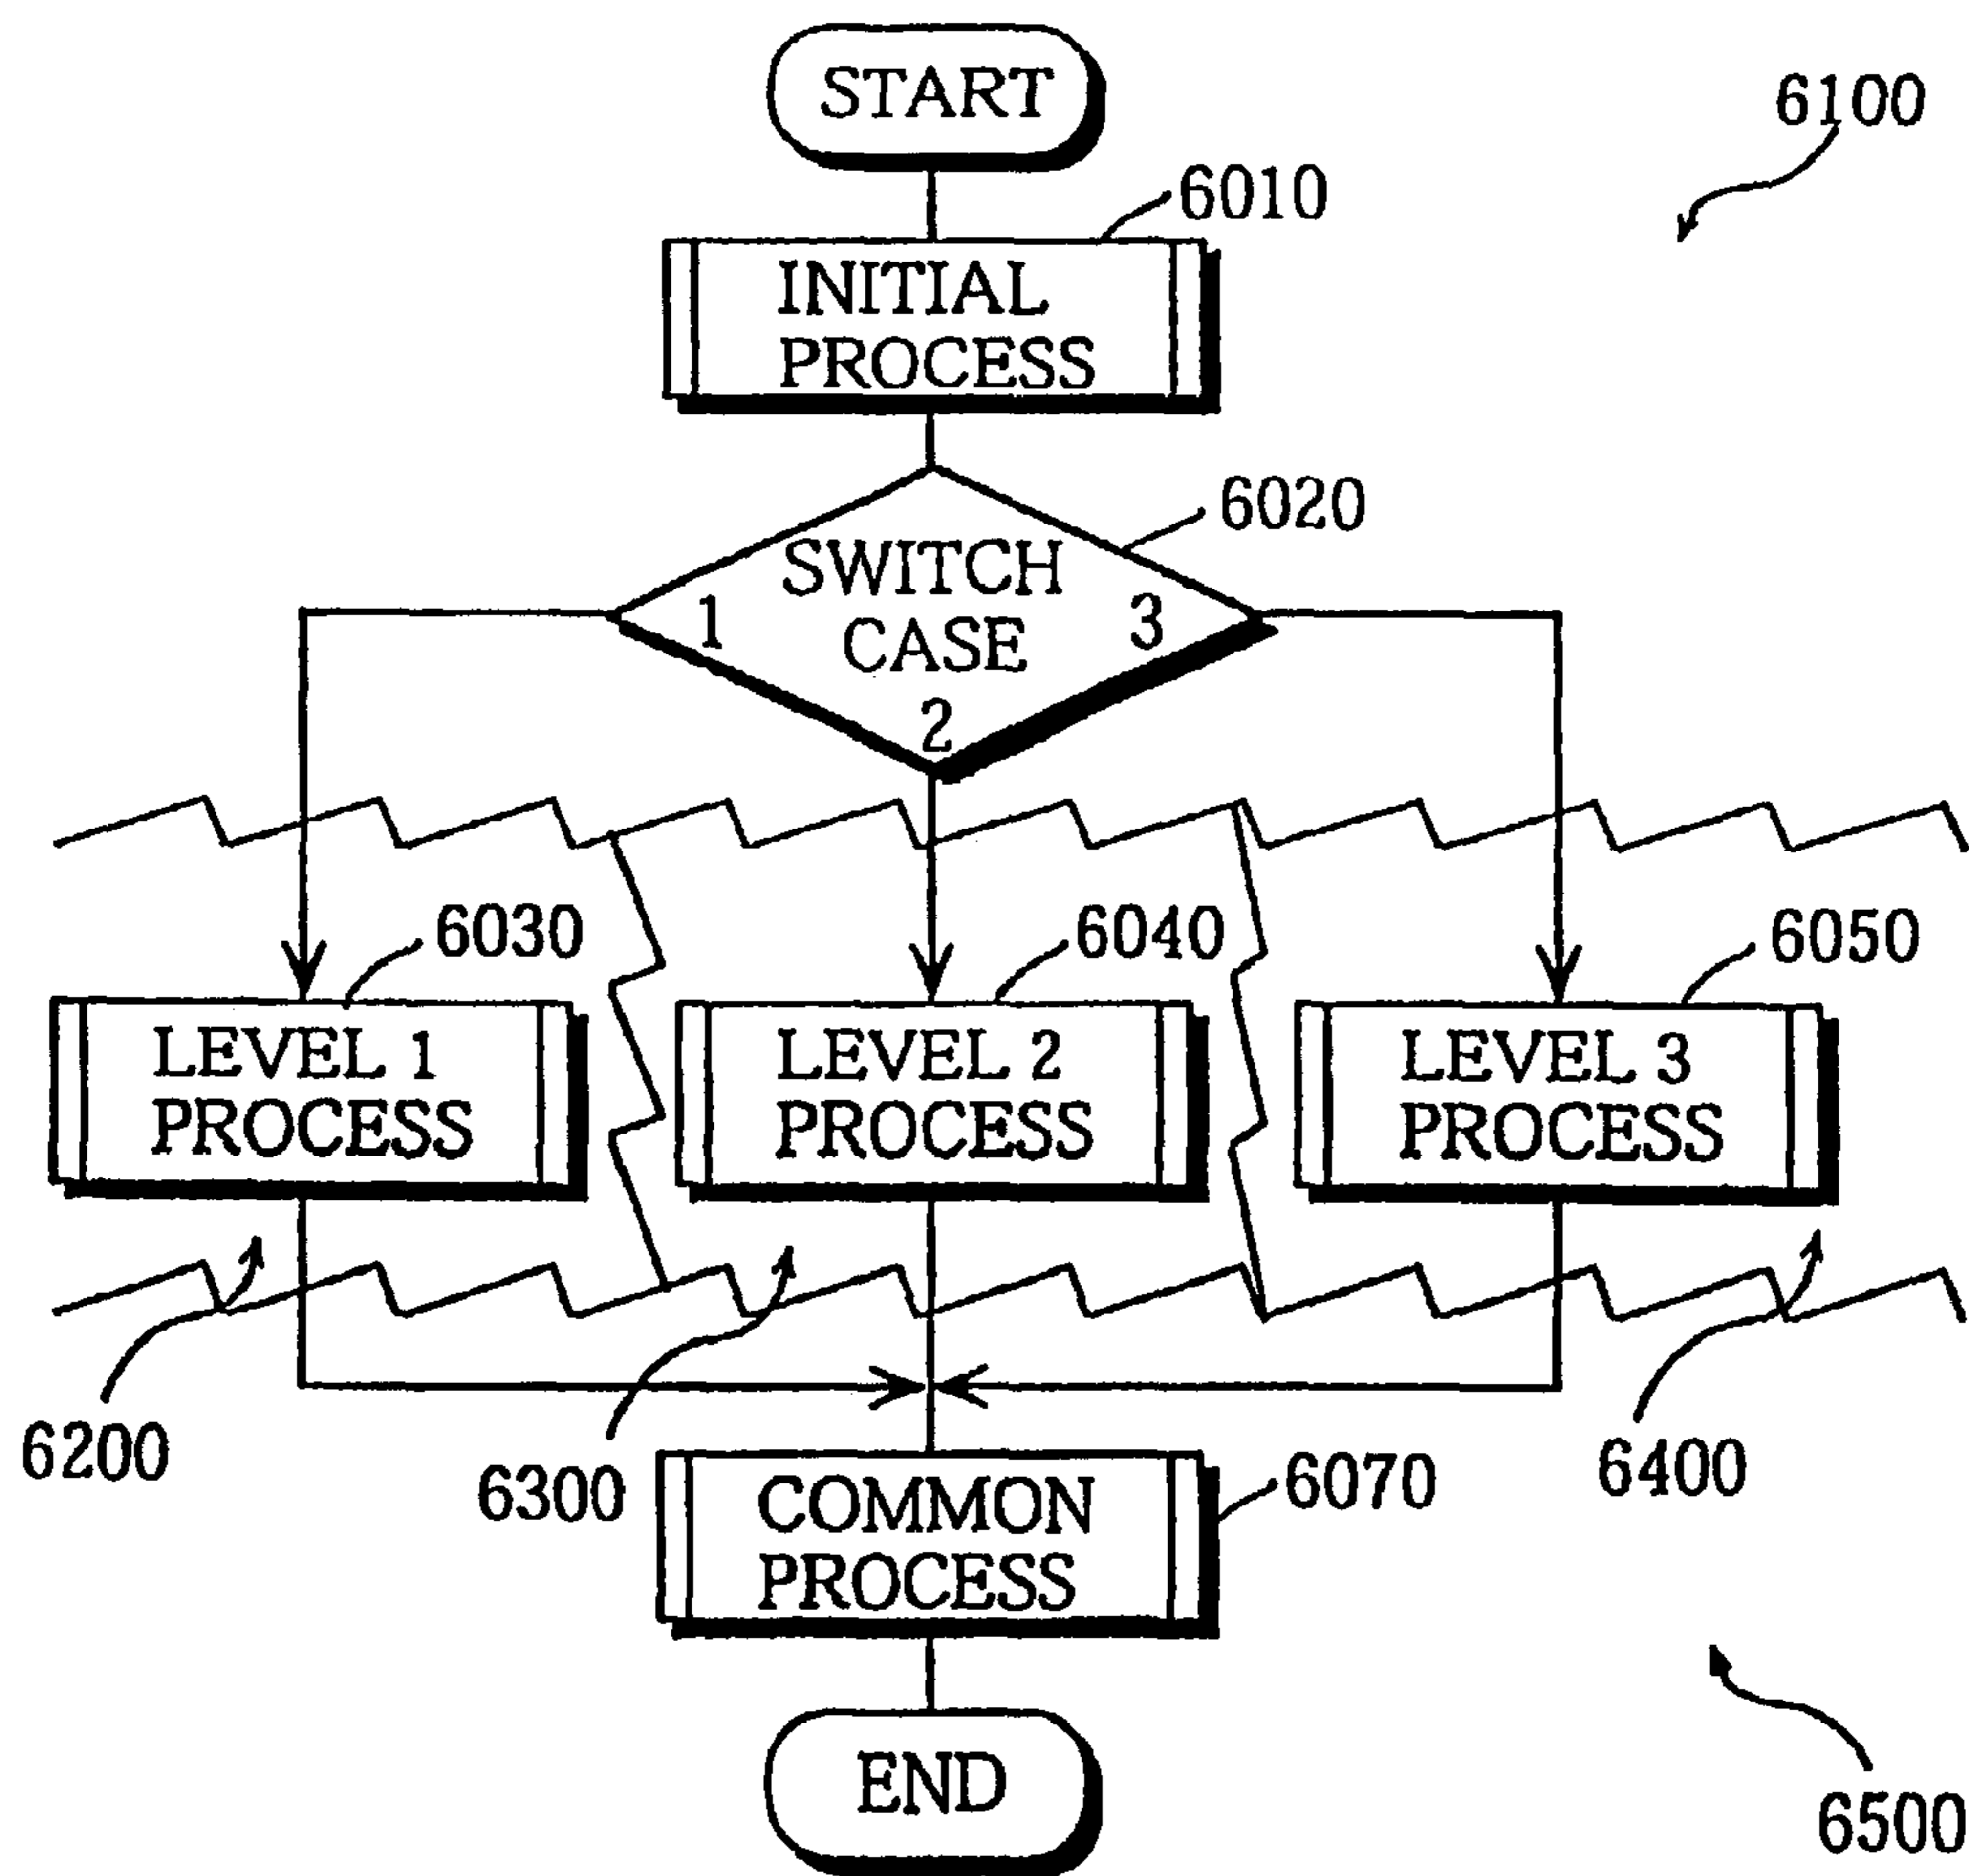 START
6100
6010
INITIAL
PROCESS
6020
SWITCH
1
CASE
3
2
6030
6040
6050
LEVEL 1
PROCESS
LEVEL 2
PROCESS
LEVEL 3
PROCESS
6200
6300
6400
COMMON
PROCESS
6070
END
6500